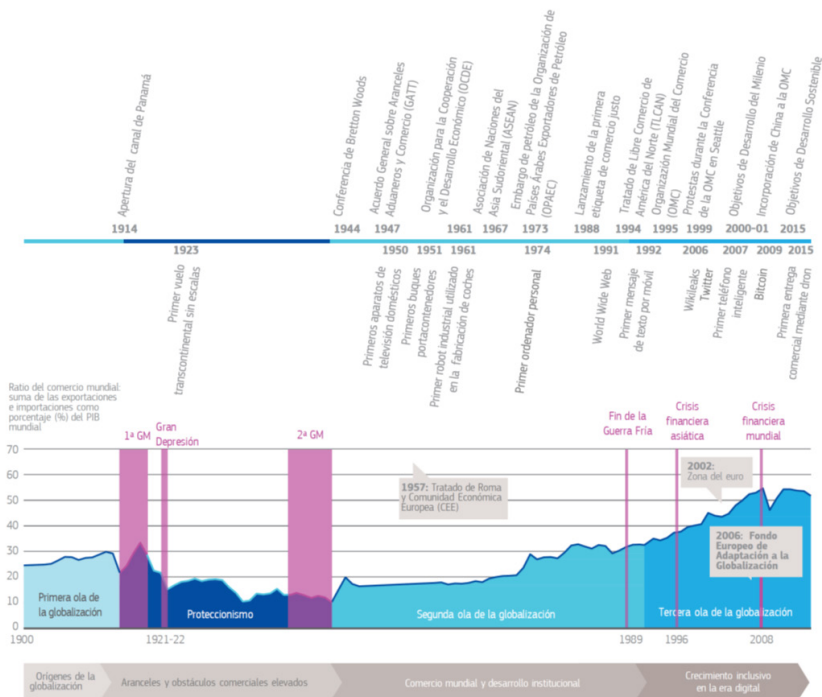 Apertura del canal de Panamá
Conferencia de Bretton Woods
Acuerdo General sobre Aranceles
Aduaneros y Comercio (GATT)
Organización para la Cooperación
y el Desarrollo Económico (OCDE)
Asociación de Naciones del
Asia Sudoriental (ASEAN)
Embargo de petróleo de la Organización de
Países Árabes Exportadores de Petróleo
(OPAEC)
Lanzamiento de la primera
etiqueta de comercio justo
Tratado de Libre Comercio de
América del Norte (TLCAN)
Organizazión Mundial del Comercio
(OMC)
Protestas durante la Conferencia
de la OMC en Seattle
Objetivos de Desarrollo del Milenio
Incorporación de China a la OMC
Objetivos de Desarrollo Sostenible
1914 1944 1947 1961 1967 1973 1988 1994 1995 1999 2000-01 2015
1923 1950 1951 1961 1974 1991 1992 2006 2007 2009 2015
Primer vuelo
transcontinental sin escalas
Primeros aparatos de
televisión domésticos
Primeros buques
portacontenedores
Primer robot industrial utilizado
en la fabricación de coches
Primer ordenador personal
World Wide Web
Primer mensaje
de texto por móvil
Wikileaks
Twitter
Primer teléfono
inteligente
Bitcoin
Primera entrega
comercial mediante dron
Ratio del comercio mundial:
suma de las exportaciones
e importaciones como
porcentaje (%) del PIB
mundial
1ª GM
Gran
Depresión
2ª GM
Fin de la
Guerra Fría
Crisis
financiera
asiática
Crisis
financiera
mundial
70
60
50
40
30
20
10
0
1957: Tratado de Roma
y Comunidad Económica
Europea (CEE)
2002:
Zona del euro
2006: Fondo
Europeo de
Adaptación a la
Globalización
Primera ola de
la globalización
Proteccionismo
Segunda ola de la globalización
Tercera ola de la globalización
1900 1921-22 1989 1996 2008
Orígenes de la
globalización
Aranceles y obstáculos comerciales elevados
Comercio mundial y desarrollo institucional
Crecimiento inclusivo
en la era digital